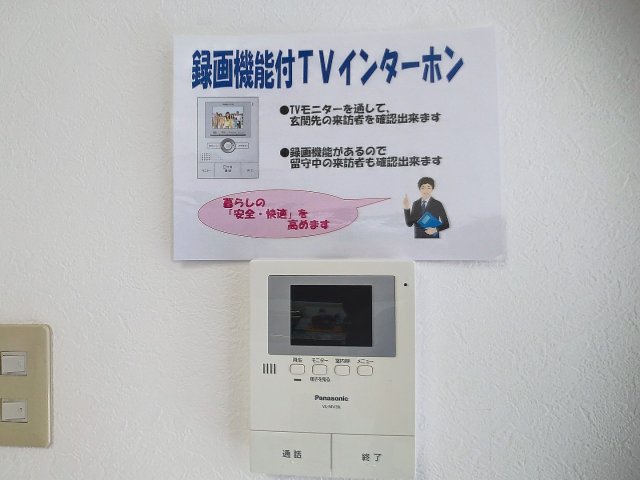 録画機能付TVインターホン
●TVモニターを通して、
玄関先の来訪者を確認出来ます
●録画機能があるので
留守中の来訪者も確認出来ます
暮らしの
「安全・快適」を
高めます
再生 モニター 室内呼 メニュー
Panasonic
通話 終了